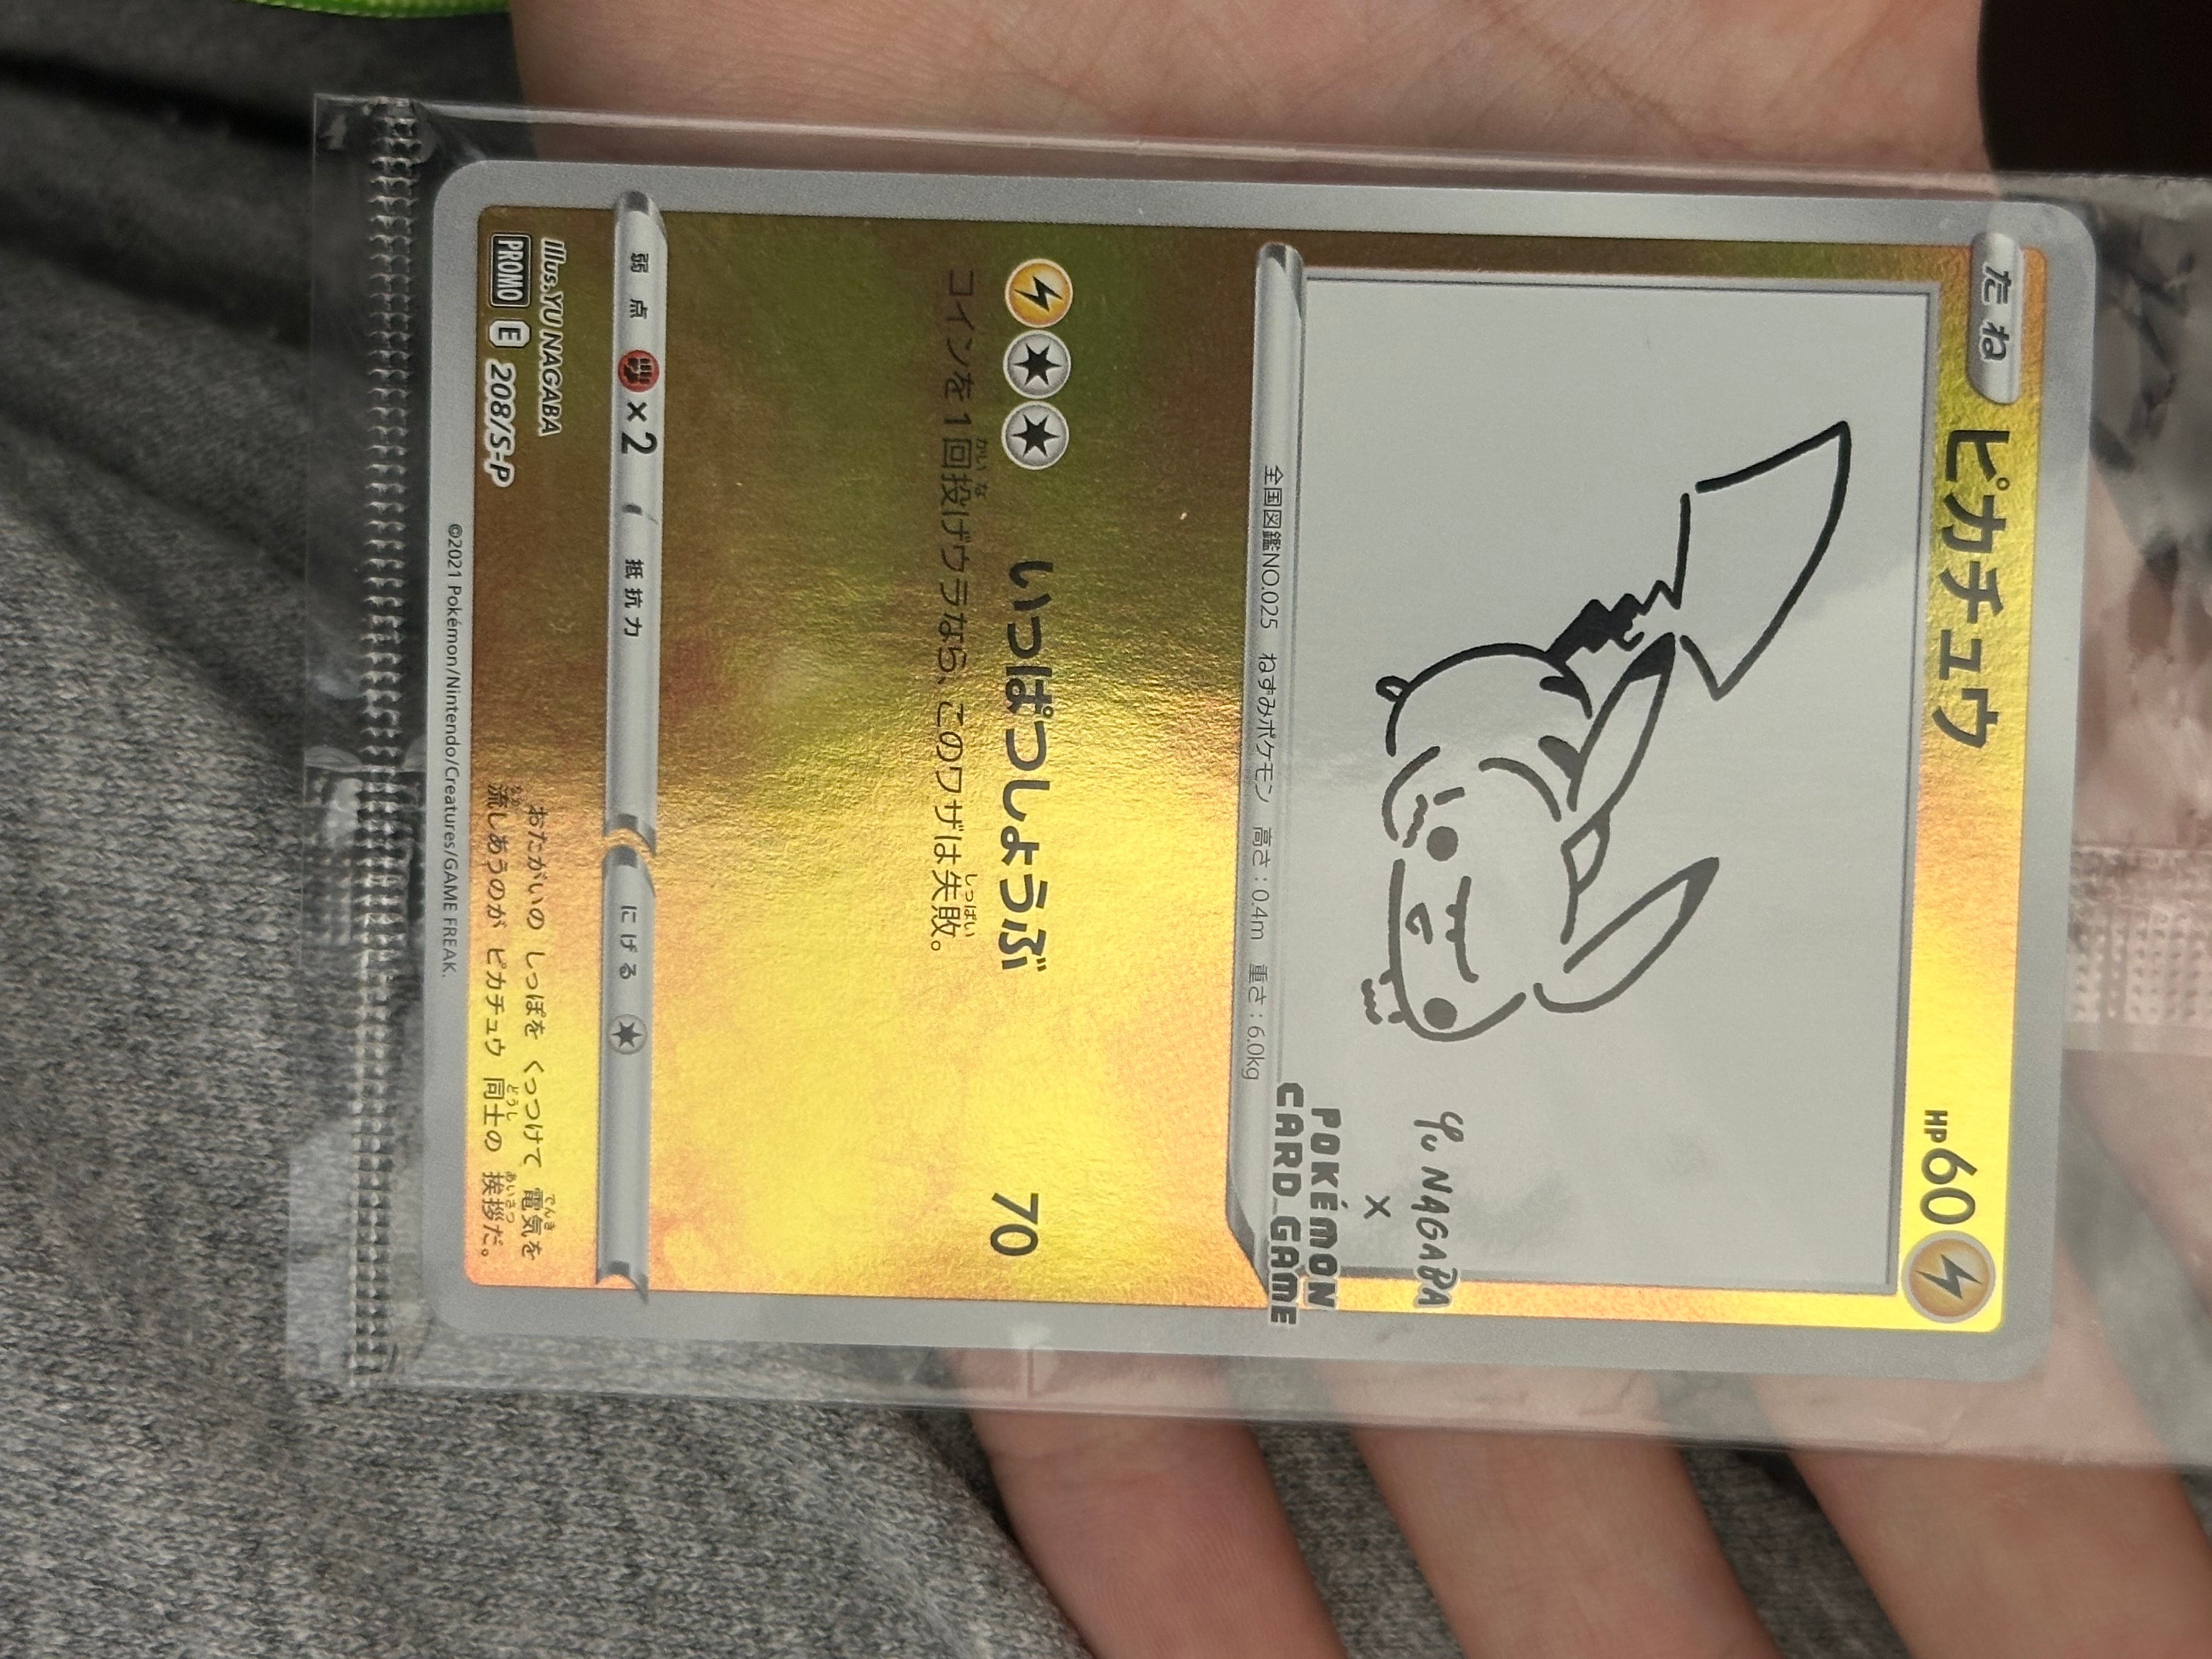 たね
ピカチュウ
HP60
Yu NAGABA
×
POKÉMON
CARD GAME
全国図鑑NO.025 ねずみポケモン 高さ:0.4m 重さ:6.0kg
いっぱつしょうぶ 70
コインを1回投げウラなら、このワザは失敗。
弱点 ×2 抵抗力 にげる
Illus.YU NAGABA
PROMO E 208/S-P
おたがいの しっぽを くっつけて 電気を
流しあうのが ピカチュウ 同士の 挨拶だ。
©2021 Pokémon/Nintendo/Creatures/GAME FREAK.